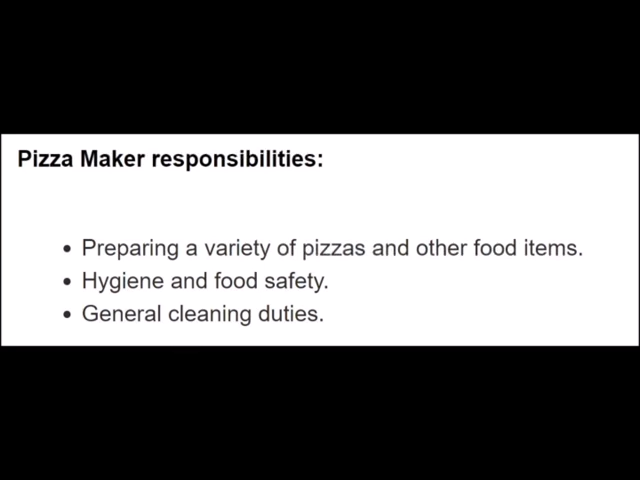 Pizza Maker responsibilities:
• Preparing a variety of pizzas and other food items.
• Hygiene and food safety.
• General cleaning duties.